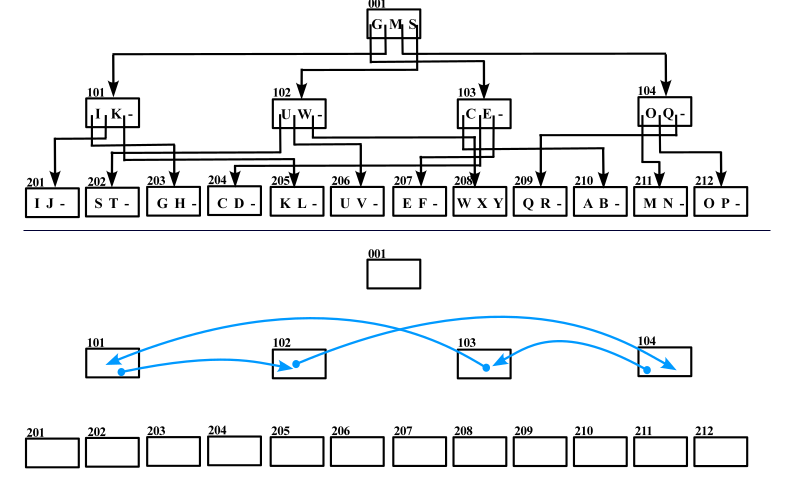 001
G M S
101 102 103 104
I K - U W - C E - O Q -
201 202 203 204 205 206 207 208 209 210 211 212
I J - S T - G H - C D - K L - U V - E F - W X Y Q R - A B - M N - O P -
001
101 102 103 104
201 202 203 204 205 206 207 208 209 210 211 212